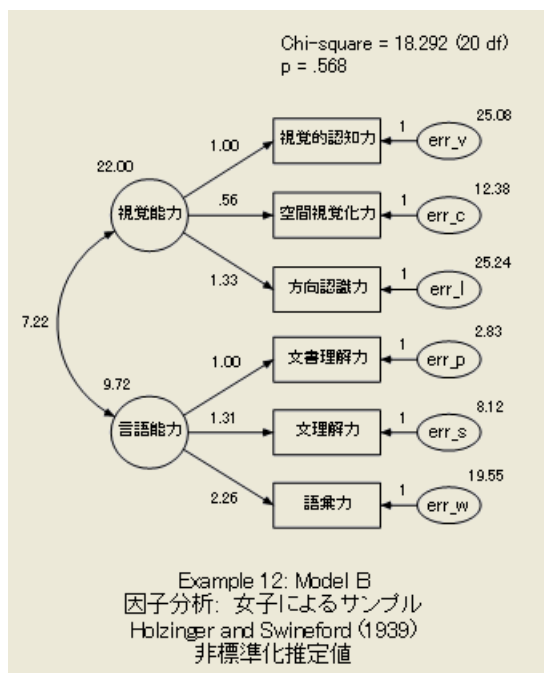 Chi-square = 18.292 (20 df)
p = .568
25.08
視覚的認知力
1
err_v
1.00
22.00
12.38
視覚能力
.56
空間視覚化力
1
err_c
25.24
1.33
方向認識力
1
err_l
7.22
2.83
1.00
文書理解力
1
err_p
9.72
8.12
言語能力
1.31
文理解力
1
err_s
19.55
2.26
語彙力
1
err_w
Example 12: Model B
因子分析: 女子によるサンプル
Holzinger and Swineford (1939)
非標準化推定値